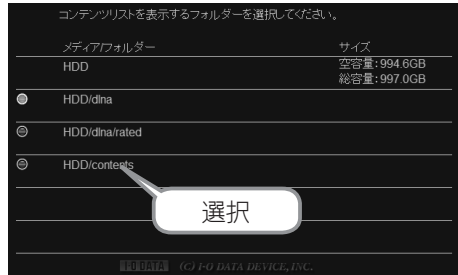 コンテンツリストを表示するフォルダーを選択してください。
メディア/フォルダー サイズ
HDD 空容量:994.6GB
総容量:997.0GB
HDD/dlna
HDD/dlna/rated
HDD/contents
選択
I-O DATA (C) I-O DATA DEVICE, INC.